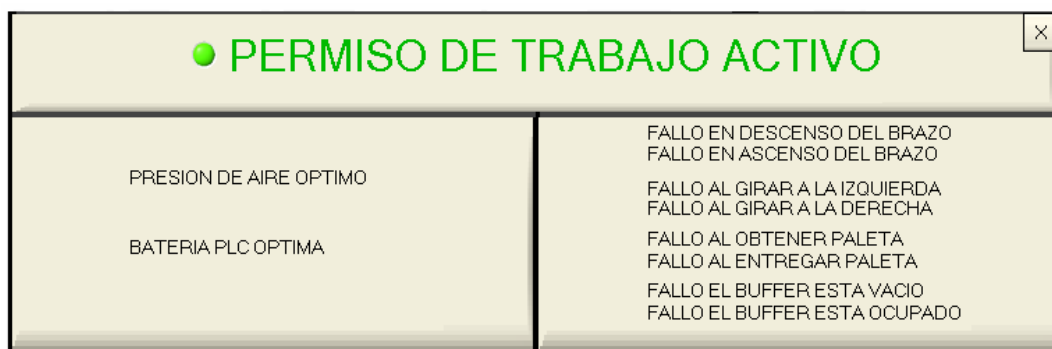 PERMISO DE TRABAJO ACTIVO
X
PRESION DE AIRE OPTIMO
BATERIA PLC OPTIMA
FALLO EN DESCENSO DEL BRAZO
FALLO EN ASCENSO DEL BRAZO
FALLO AL GIRAR A LA IZQUIERDA
FALLO AL GIRAR A LA DERECHA
FALLO AL OBTENER PALETA
FALLO AL ENTREGAR PALETA
FALLO EL BUFFER ESTA VACIO
FALLO EL BUFFER ESTA OCUPADO